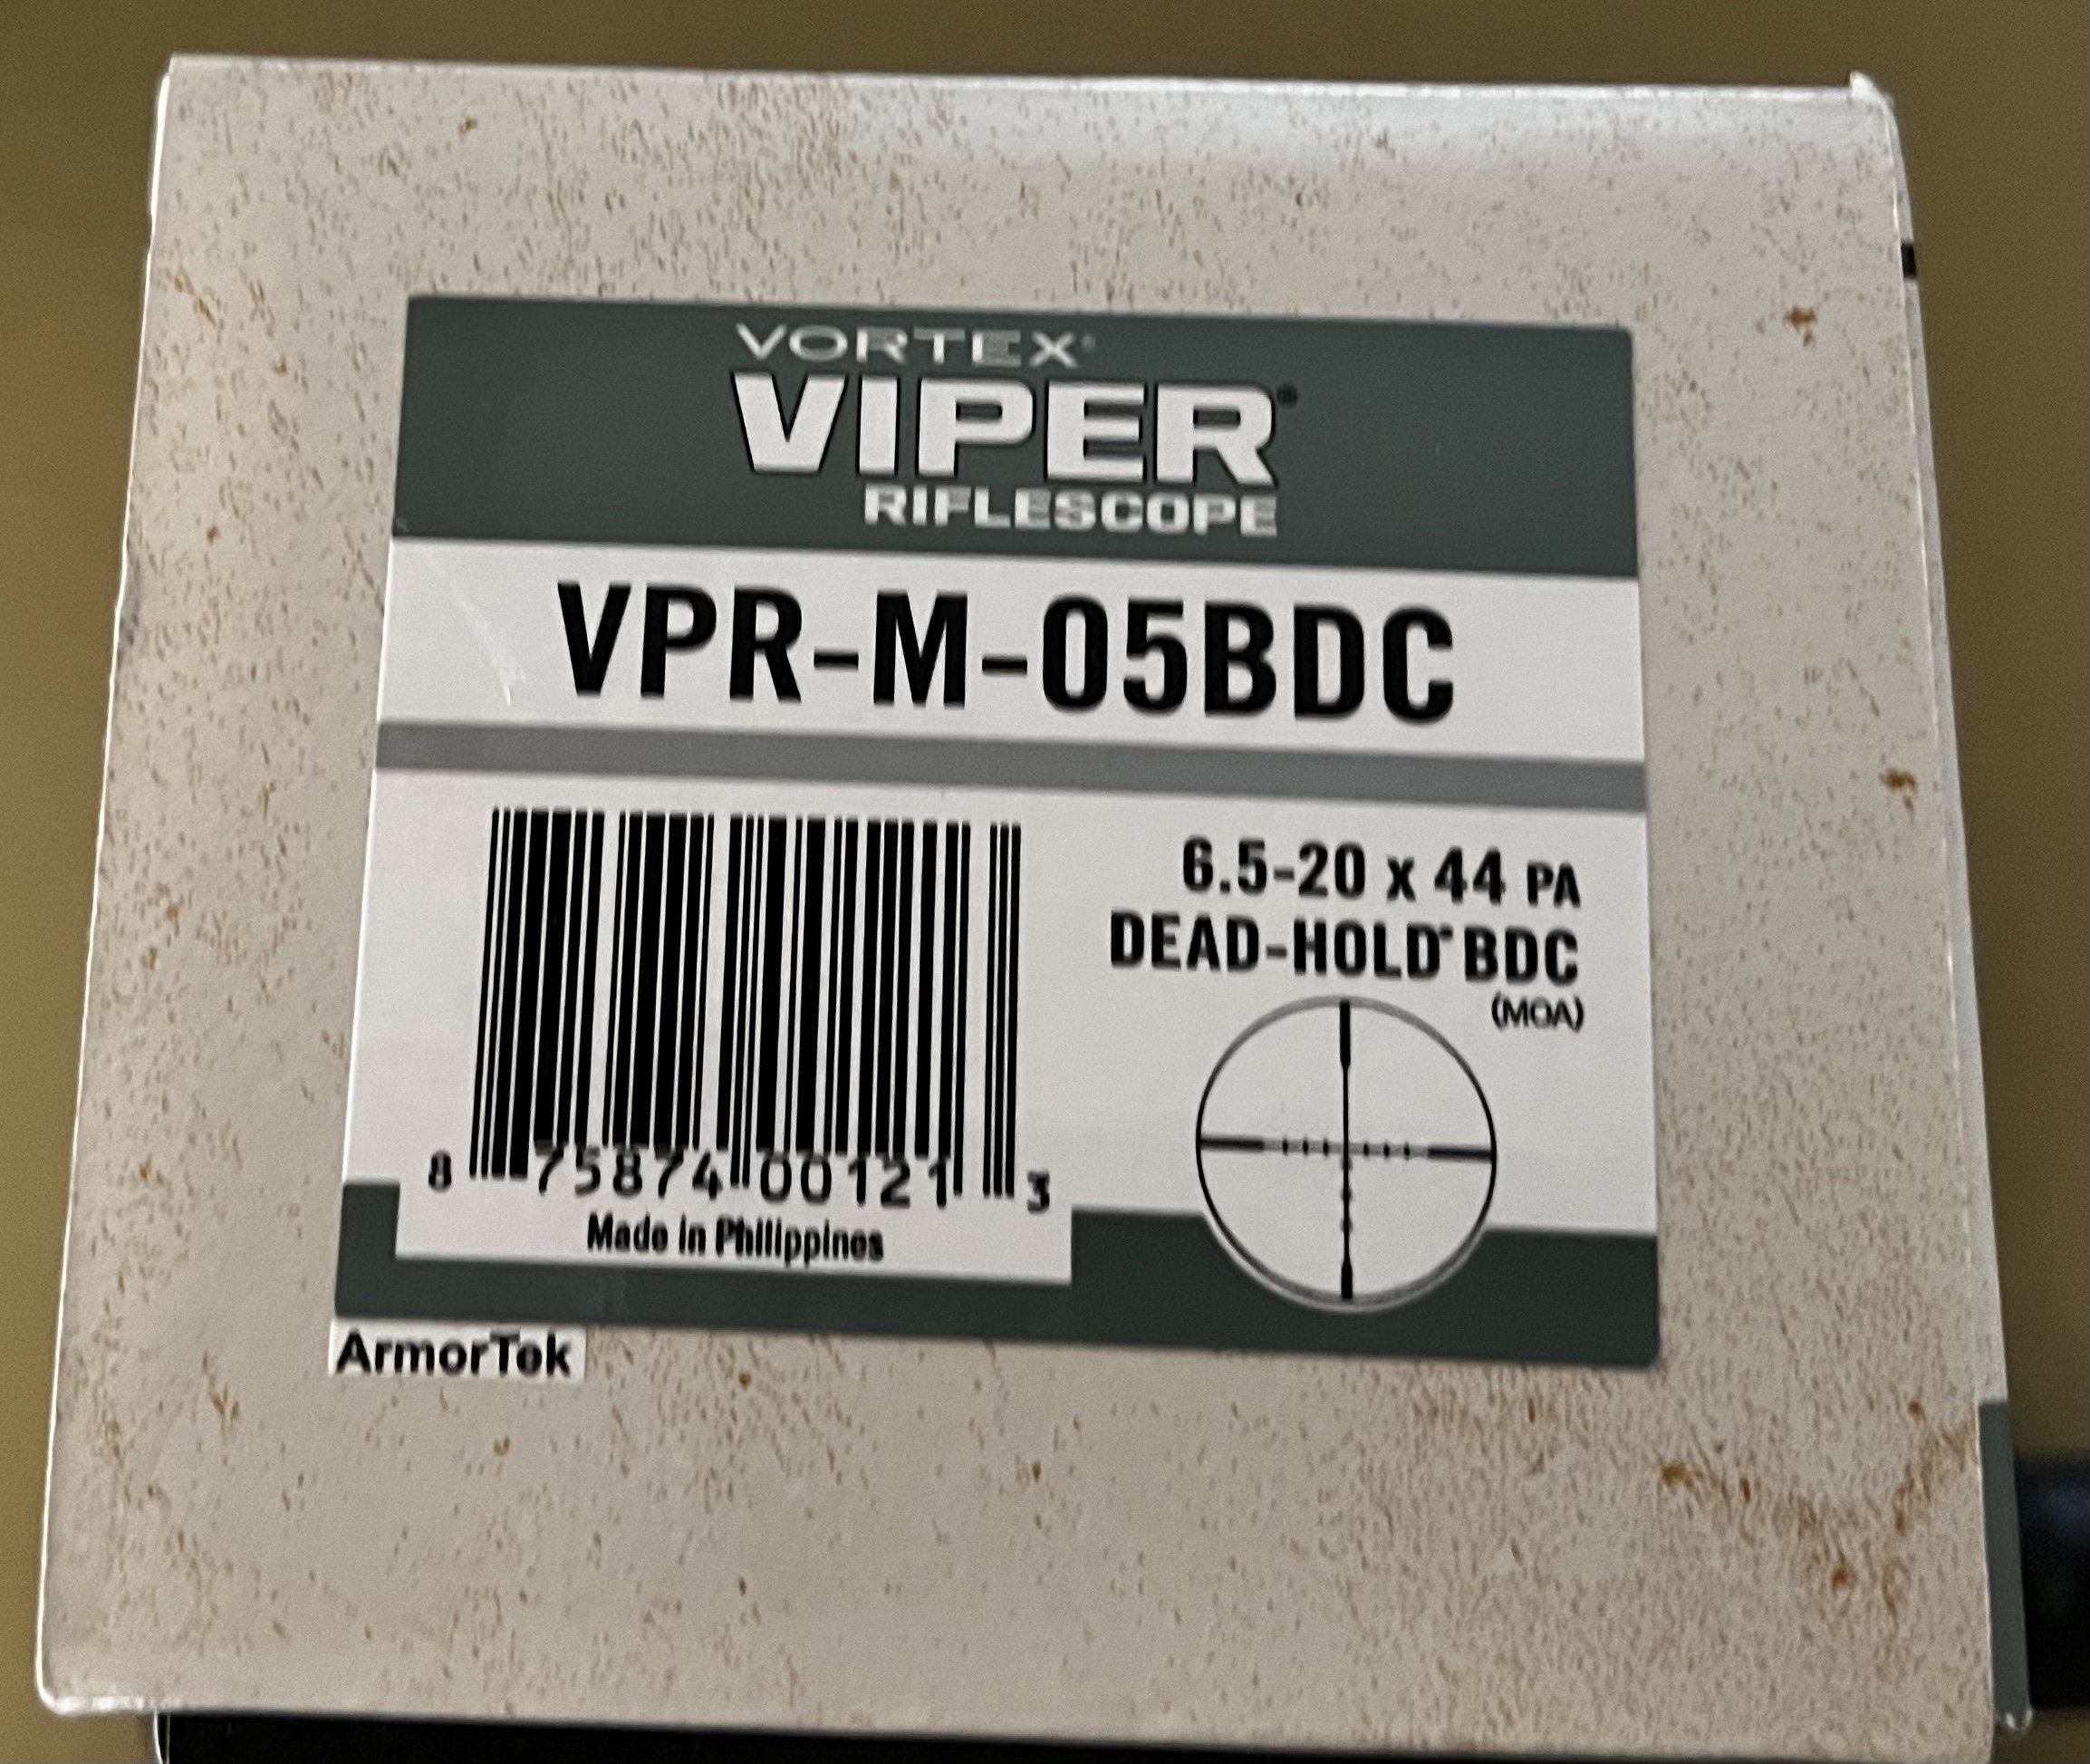 VORTEX®
VIPER®
RIFLESCOPE
VPR-M-05BDC
6.5-20 x 44 PA
DEAD-HOLD™ BDC
(MOA)
8 75874 00121 3
Made in Philippines
ArmorTek